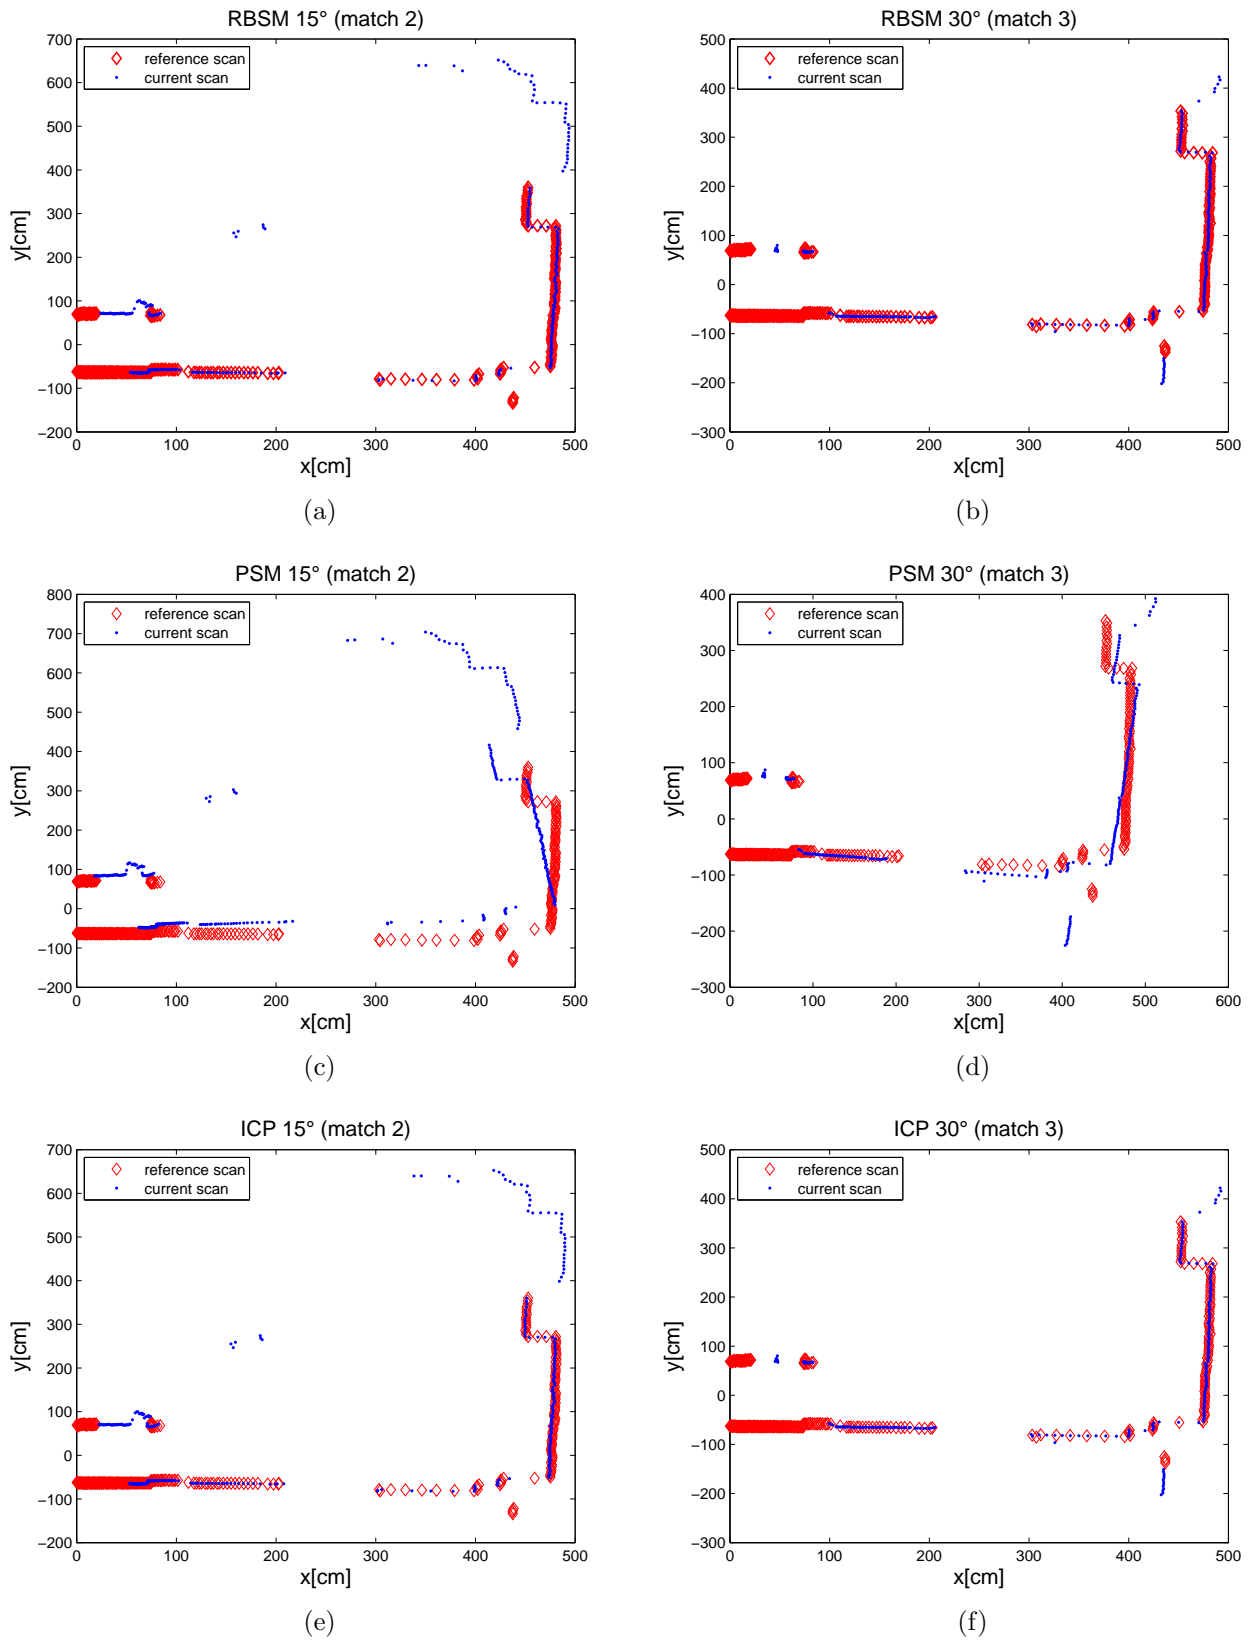 RBSM 15° (match 2)
700
600
500
400
300
200
100
0
−100
−200
y[cm]
reference scan
current scan
0 100 200 300 400 500
x[cm]
(a)
RBSM 30° (match 3)
500
400
300
200
100
0
−100
−200
−300
y[cm]
reference scan
current scan
0 100 200 300 400 500
x[cm]
(b)
PSM 15° (match 2)
800
700
600
500
400
300
200
100
0
−100
−200
y[cm]
reference scan
current scan
0 100 200 300 400 500
x[cm]
(c)
PSM 30° (match 3)
400
300
200
100
0
−100
−200
−300
y[cm]
reference scan
current scan
0 100 200 300 400 500 600
x[cm]
(d)
ICP 15° (match 2)
700
600
500
400
300
200
100
0
−100
−200
y[cm]
reference scan
current scan
0 100 200 300 400 500
x[cm]
(e)
ICP 30° (match 3)
500
400
300
200
100
0
−100
−200
−300
y[cm]
reference scan
current scan
0 100 200 300 400 500
x[cm]
(f)